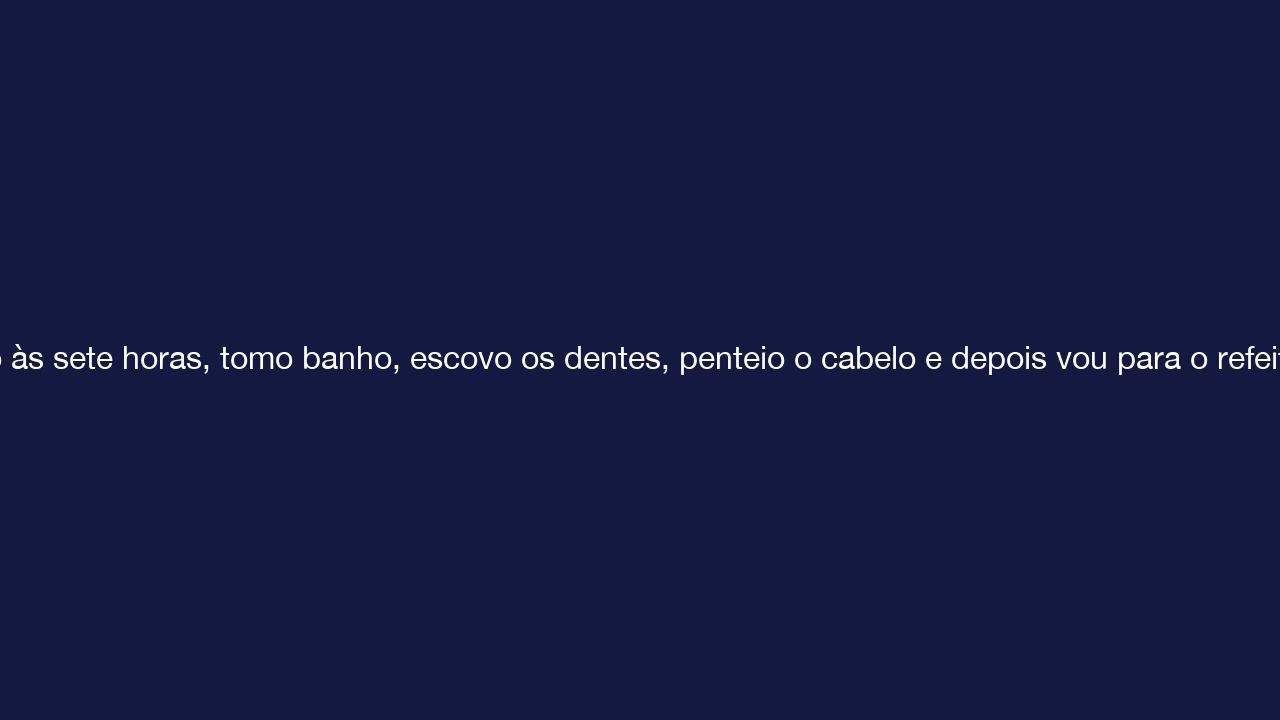 às sete horas, tomo banho, escovo os dentes, penteio o cabelo e depois vou para o